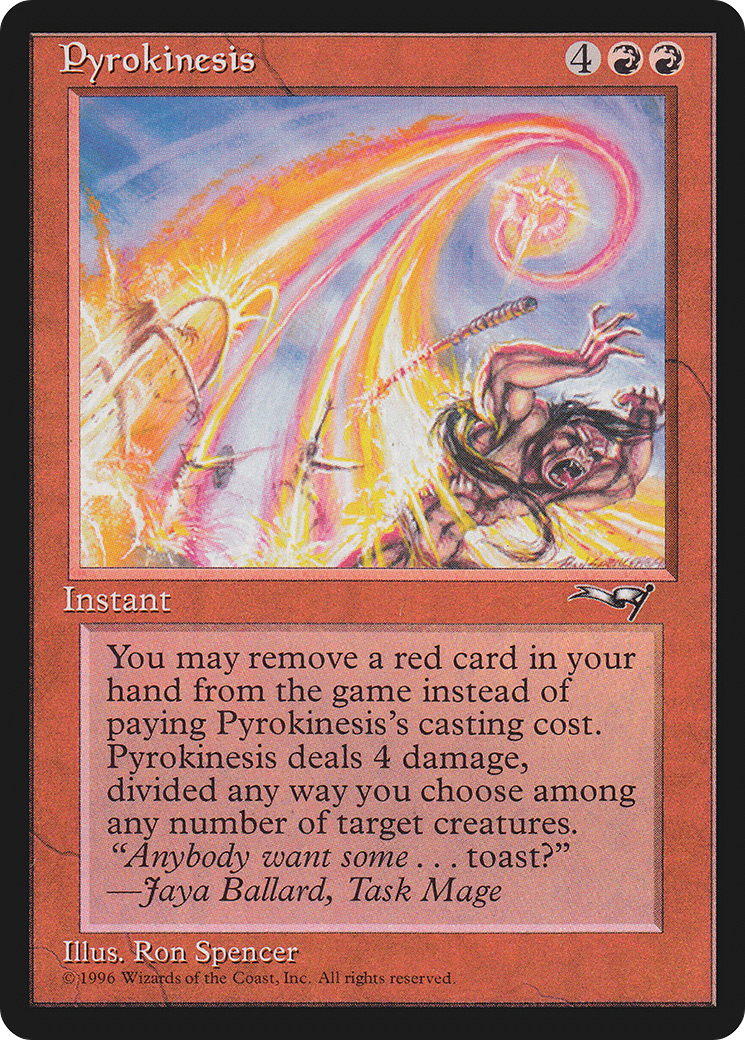 Pyrokinesis
4
Instant
You may remove a red card in your
hand from the game instead of
paying Pyrokinesis's casting cost.
Pyrokinesis deals 4 damage,
divided any way you choose among
any number of target creatures.
“Anybody want some . . . toast?”
—Jaya Ballard, Task Mage
Illus. Ron Spencer
© 1996 Wizards of the Coast, Inc. All rights reserved.